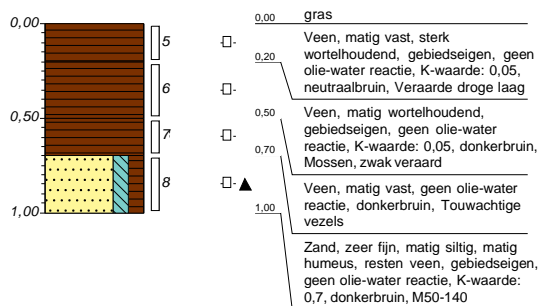 0,00
0,50
1,00
5
6
7
8
0,00 gras
0,20
Veen, matig vast, sterk
wortelhoudend, gebiedseigen, geen
olie-water reactie, K-waarde: 0,05,
neutraalbruin, Veraarde droge laag
0,50
Veen, matig wortelhoudend,
gebiedseigen, geen olie-water
reactie, K-waarde: 0,05, donkerbruin,
Mossen, zwak veraard
0,70
Veen, matig vast, geen olie-water
reactie, donkerbruin, Touwachtige
vezels
1,00
Zand, zeer fijn, matig siltig, matig
humeus, resten veen, gebiedseigen,
geen olie-water reactie, K-waarde:
0,7, donkerbruin, M50-140